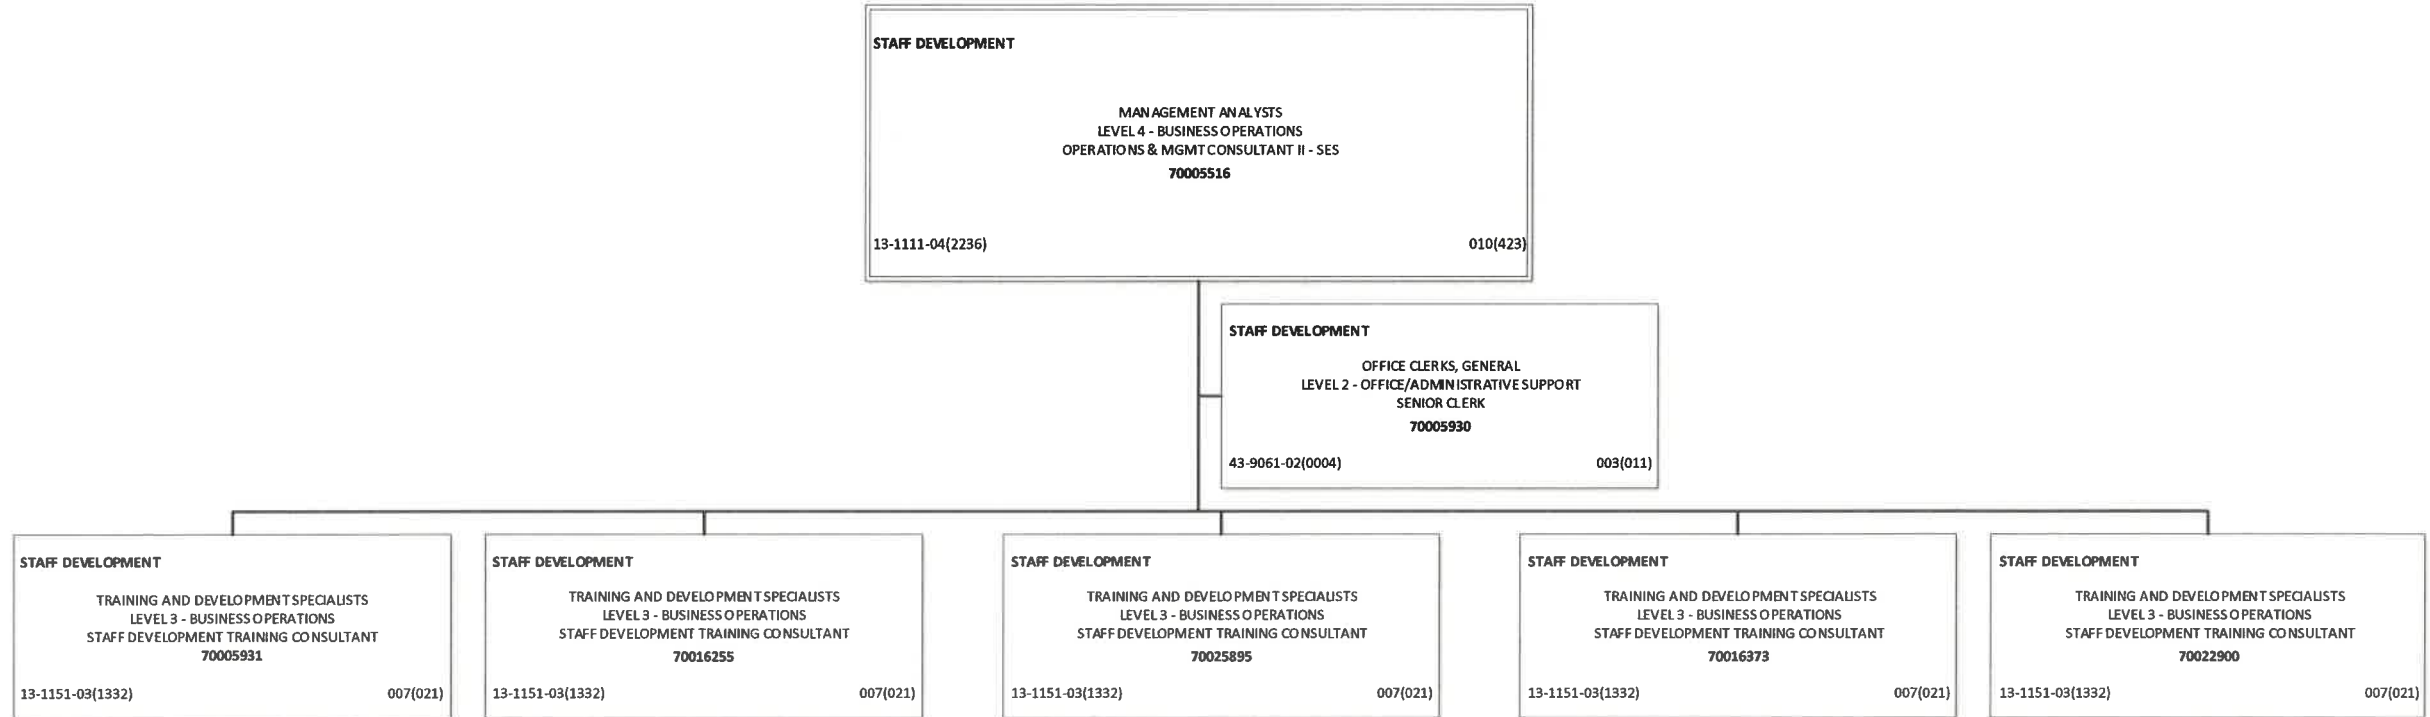 STAFF DEVELOPMENT
MANAGEMENT ANALYSTS
LEVEL 4 - BUSINESS OPERATIONS
OPERATIONS & MGMT CONSULTANT II - SES
70005516
13-1111-04(2236) 010(423)
STAFF DEVELOPMENT
OFFICE CLERKS, GENERAL
LEVEL 2 - OFFICE/ADMINISTRATIVE SUPPORT
SENIOR CLERK
70005930
43-9061-02(0004) 003(011)
STAFF DEVELOPMENT
TRAINING AND DEVELOPMENT SPECIALISTS
LEVEL 3 - BUSINESS OPERATIONS
STAFF DEVELOPMENT TRAINING CONSULTANT
70005931
13-1151-03(1332) 007(021)
STAFF DEVELOPMENT
TRAINING AND DEVELOPMENT SPECIALISTS
LEVEL 3 - BUSINESS OPERATIONS
STAFF DEVELOPMENT TRAINING CONSULTANT
70016255
13-1151-03(1332) 007(021)
STAFF DEVELOPMENT
TRAINING AND DEVELOPMENT SPECIALISTS
LEVEL 3 - BUSINESS OPERATIONS
STAFF DEVELOPMENT TRAINING CONSULTANT
70025895
13-1151-03(1332) 007(021)
STAFF DEVELOPMENT
TRAINING AND DEVELOPMENT SPECIALISTS
LEVEL 3 - BUSINESS OPERATIONS
STAFF DEVELOPMENT TRAINING CONSULTANT
70016373
13-1151-03(1332) 007(021)
STAFF DEVELOPMENT
TRAINING AND DEVELOPMENT SPECIALISTS
LEVEL 3 - BUSINESS OPERATIONS
STAFF DEVELOPMENT TRAINING CONSULTANT
70022900
13-1151-03(1332) 007(021)